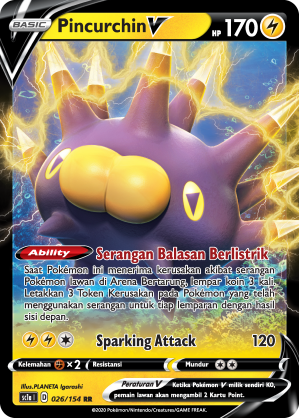 BASIC Pincurchin V HP 170
Ability Serangan Balasan Berlistrik
Saat Pokémon ini menerima kerusakan akibat serangan
Pokémon lawan di Arena Bertarung, lempar koin 3 kali.
Letakkan 3 Token Kerusakan pada Pokémon yang telah
menggunakan serangan untuk tiap lemparan dengan hasil
sisi depan.
Sparking Attack 120
Kelemahan ×2 Resistansi Mundur
Illus. PLANETA Igarashi
sc1a I D 026/154 RR
Peraturan V Ketika Pokémon V milik sendiri KO,
pemain lawan akan mengambil 2 Kartu Point.
©2020 Pokémon/Nintendo/Creatures/GAME FREAK.